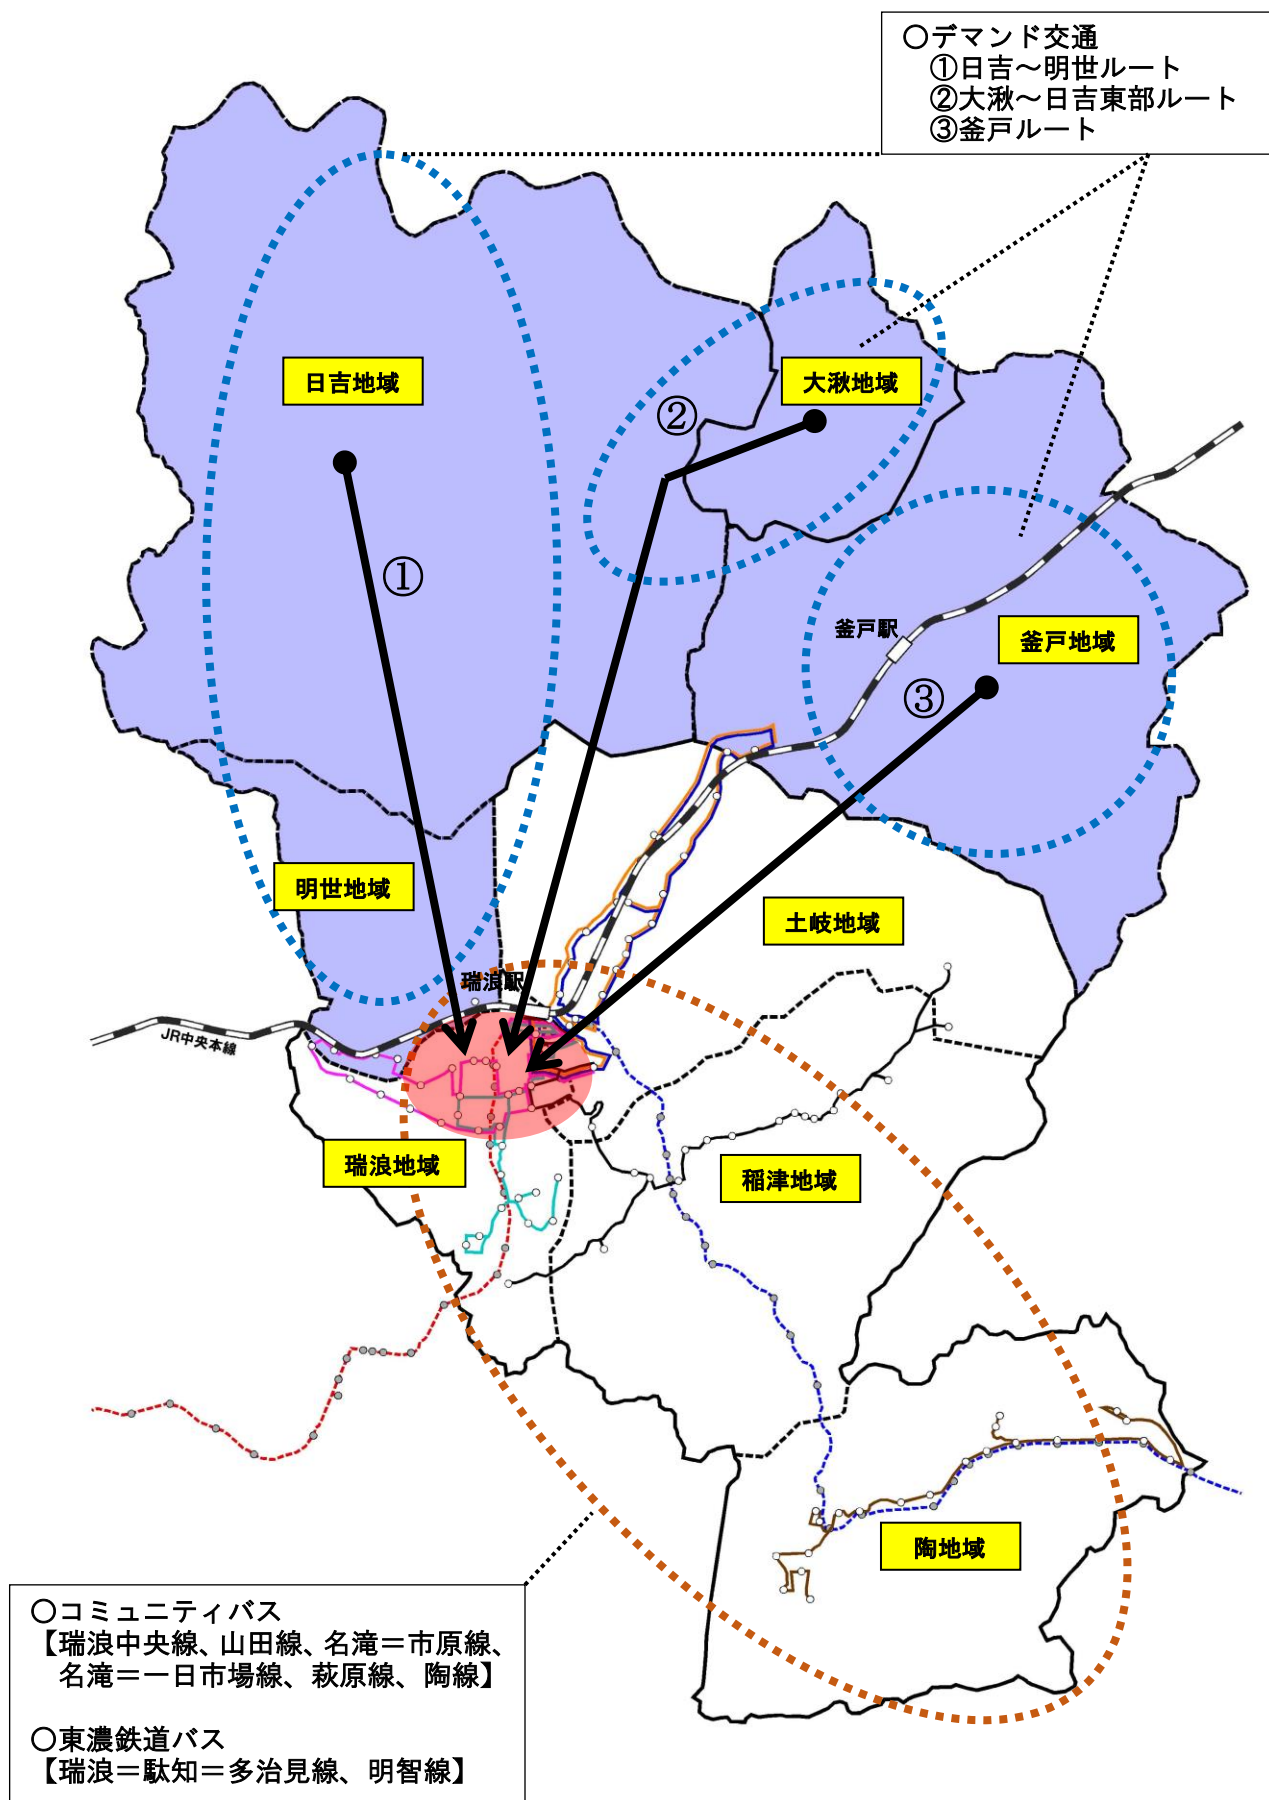 〇デマンド交通
①日吉～明世ルート
②大湫～日吉東部ルート
③釜戸ルート
日吉地域
大湫地域
②
①
釜戸駅
釜戸地域
③
明世地域
土岐地域
瑞浪駅
JR中央本線
瑞浪地域
稲津地域
陶地域
〇コミュニティバス
【瑞浪中央線、山田線、名滝＝市原線、
名滝＝一日市場線、萩原線、陶線】
〇東濃鉄道バス
【瑞浪＝駄知＝多治見線、明智線】